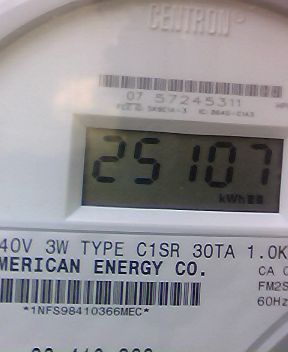 CENTRON®
07 57245311
25107
kWh
40V 3W TYPE C1SR 30TA 1.0K
MERICAN ENERGY CO.
CA
FM2S
60Hz
*1NFS98410366MEC*